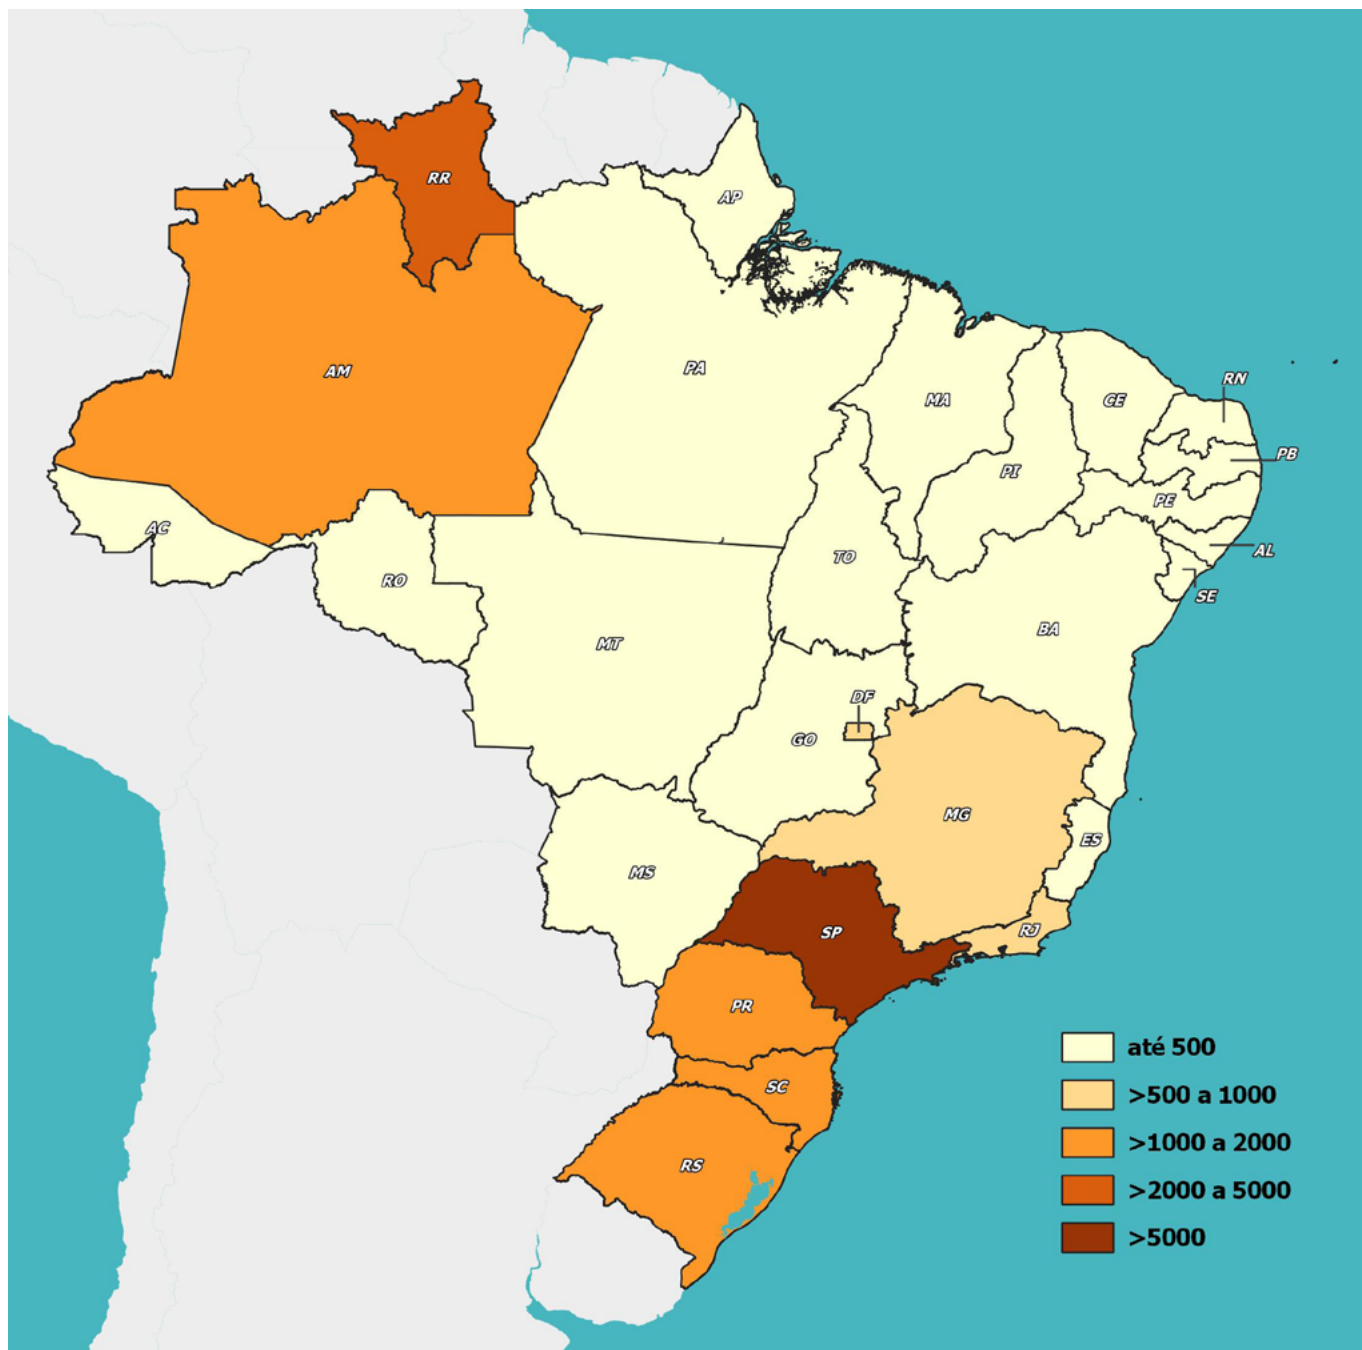 RR
AP
AM
PA
MA
CE
RN
PB
PI
PE
AC
TO
AL
RO
SE
MT
BA
DF
GO
MG
ES
MS
SP
RJ
PR
SC
RS
até 500
>500 a 1000
>1000 a 2000
>2000 a 5000
>5000